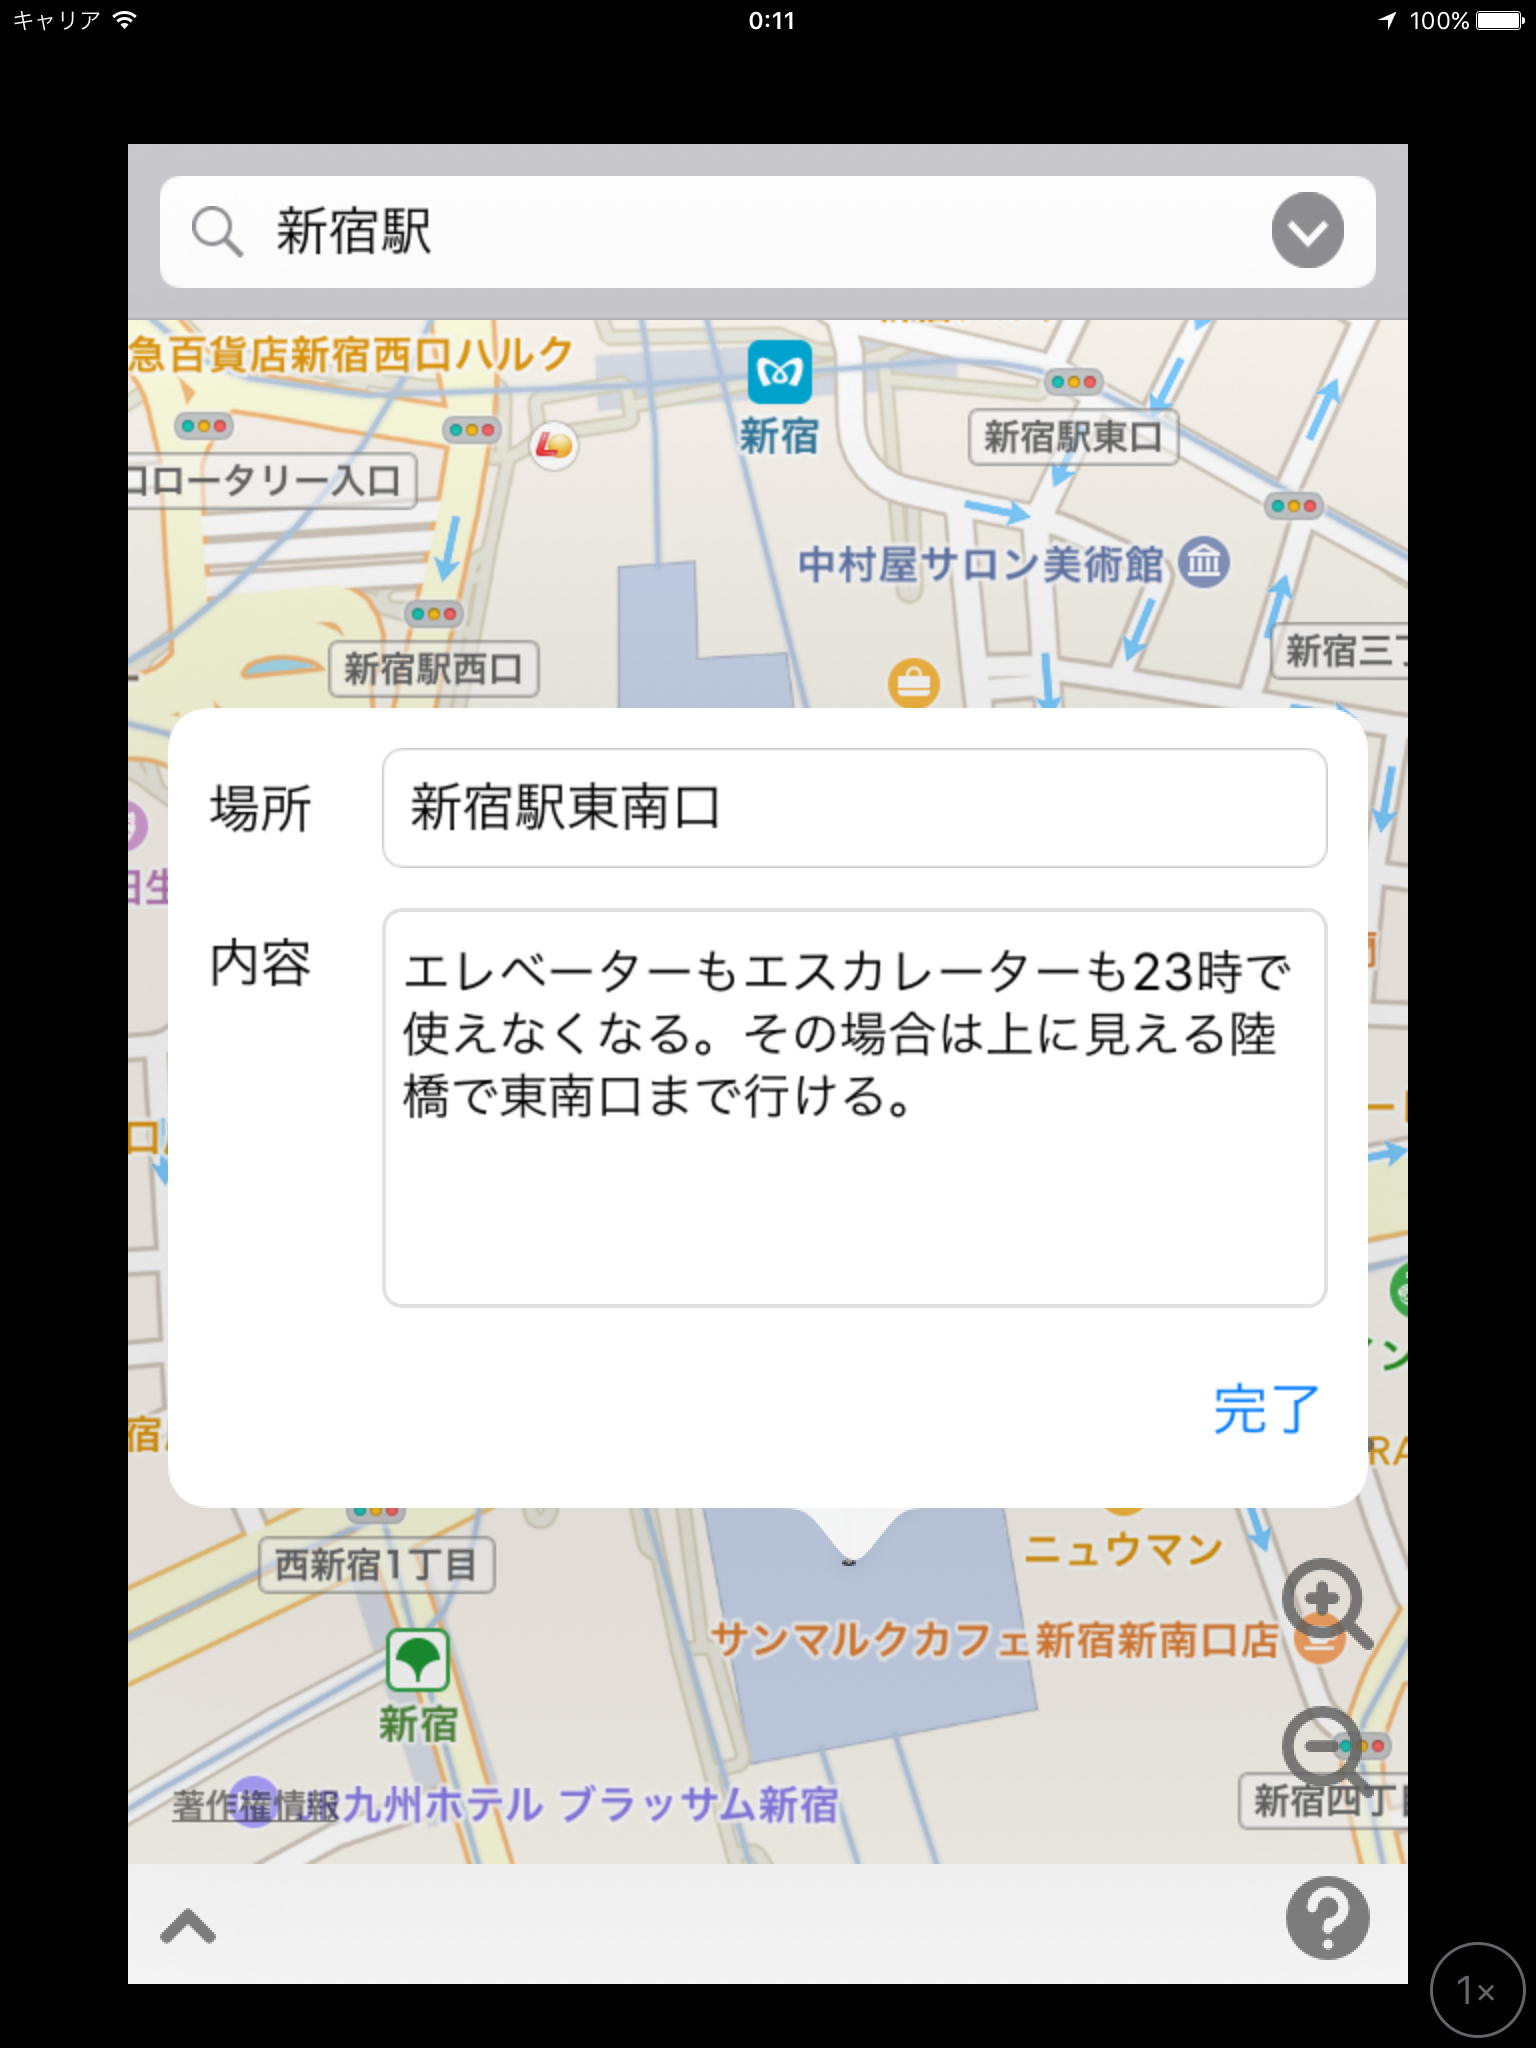 キャリア
0:11
100%
新宿駅
急百貨店新宿西口ハルク
新宿
新宿駅東口
ロータリー入口
中村屋サロン美術館
新宿駅西口
新宿三丁
場所
新宿駅東南口
内容
エレベーターもエスカレーターも23時で
使えなくなる。その場合は上に見える陸
橋で東南口まで行ける。
完了
西新宿1丁目
ニュウマン
サンマルクカフェ新宿新南口店
新宿
著作権情報
九州ホテル ブラッサム新宿
新宿四丁目
1×